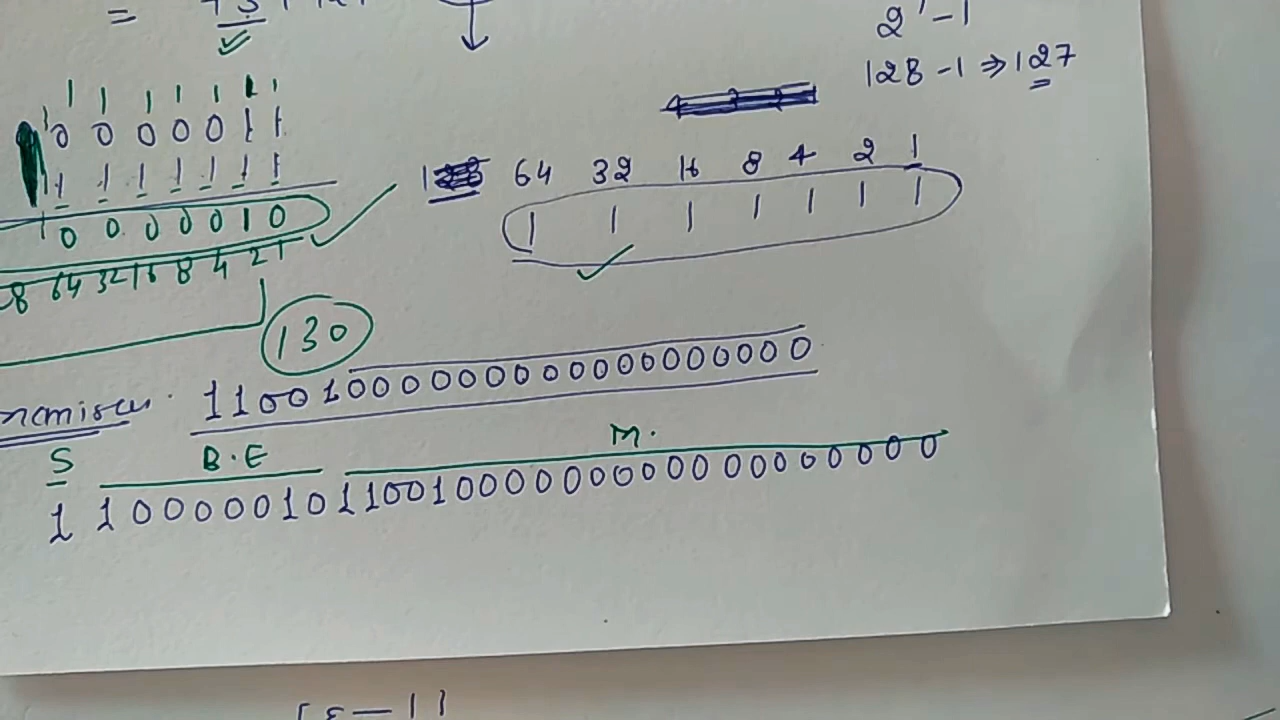 =
2⁷-1
128-1⇒127
1 1 1 1 1 1 1
1 0 0 0 0 0 1 1
1 1 1 1 1 1 1
64 32 16 8 4 2 1
1 1 1 1 1 1 1
1 0 0 0 0 0 1 0
8 64 32 16 8 4 2 1
130
11001000000000000000000
S B.E M.
1 10000010 11001000000000000000000